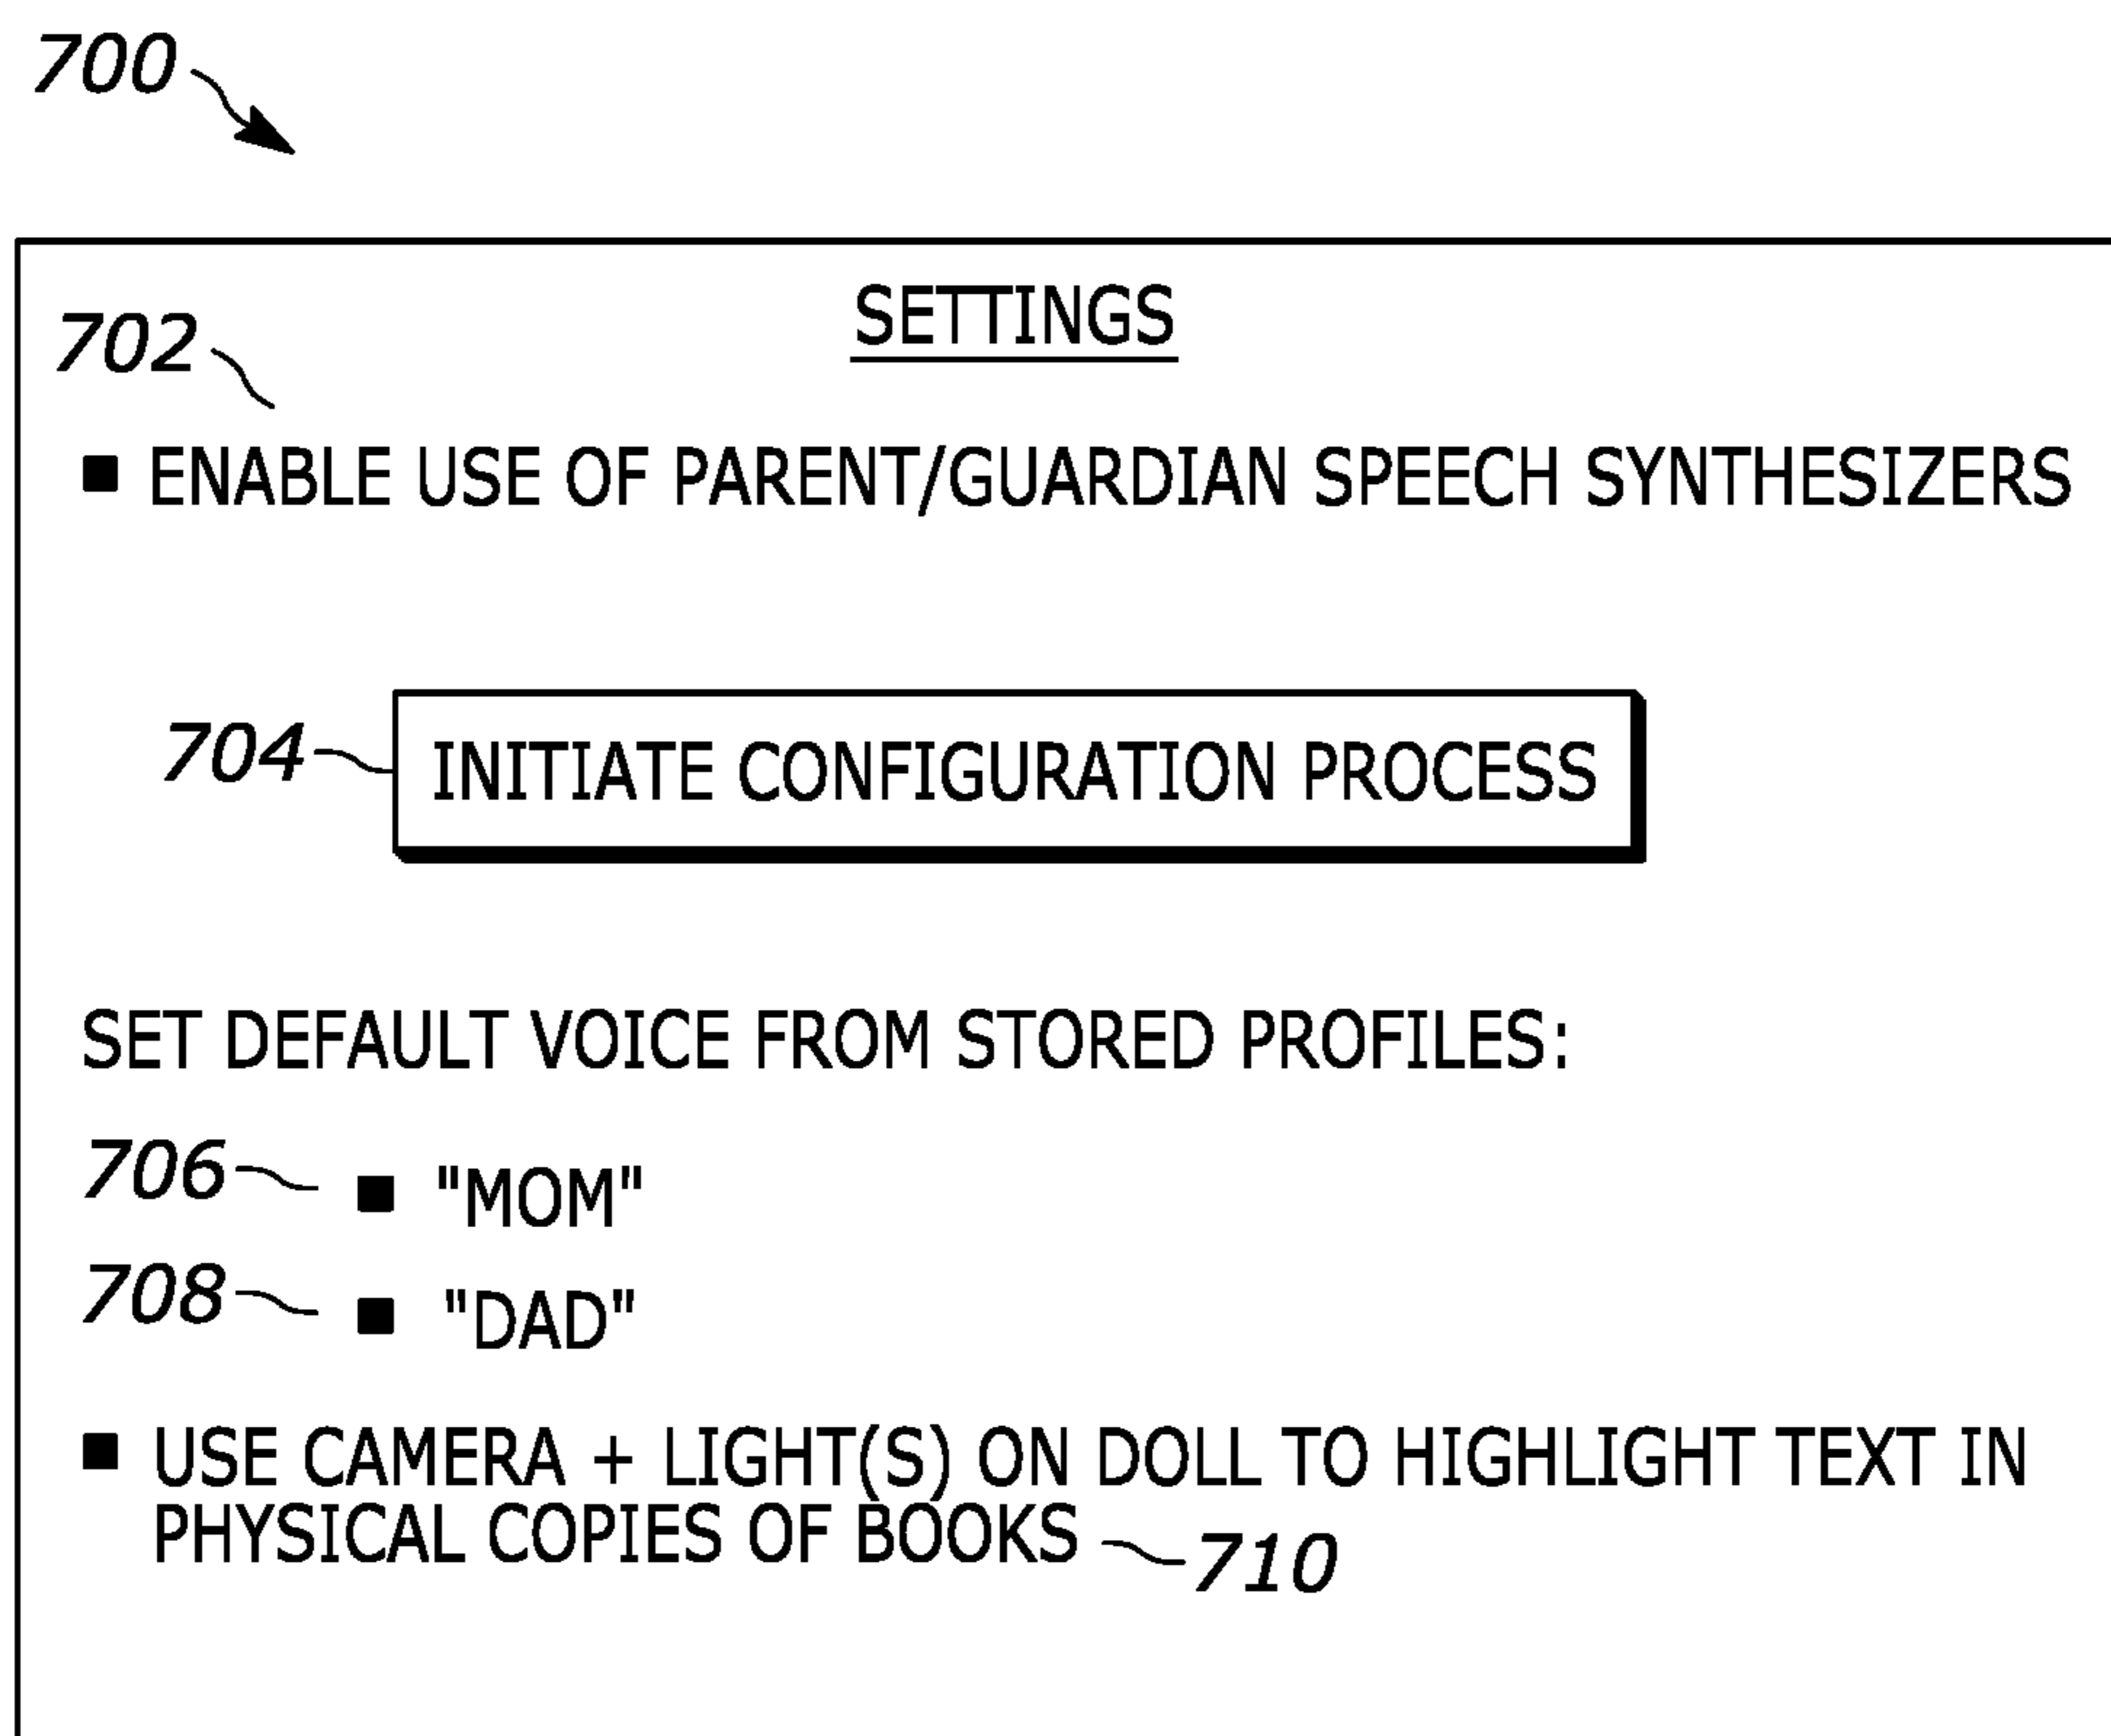 700
SETTINGS
702
ENABLE USE OF PARENT/GUARDIAN SPEECH SYNTHESIZERS
704
INITIATE CONFIGURATION PROCESS
SET DEFAULT VOICE FROM STORED PROFILES:
706
"MOM"
708
"DAD"
USE CAMERA + LIGHT(S) ON DOLL TO HIGHLIGHT TEXT IN
PHYSICAL COPIES OF BOOKS
710